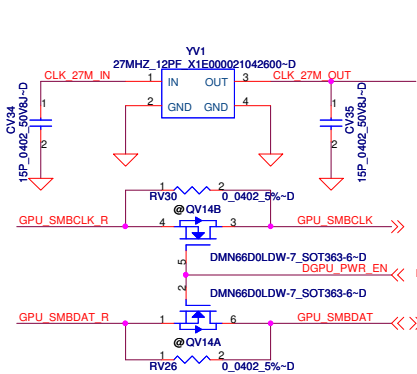 YV1
27MHZ_12PF_X1E000021042600~D
CLK_27M_IN
1
IN
OUT
3
CLK_27M_OUT
2
GND
GND
4
1
2
CV34
15P_0402_50V8J~D
1
2
CV35
15P_0402_50V8J~D
1
2
RV30
0_0402_5%~D
@QV14B
GPU_SMBCLK_R
4
3
GPU_SMBCLK
5
DMN66D0LDW-7_SOT363-6~D
DGPU_PWR_EN
2
DMN66D0LDW-7_SOT363-6~D
GPU_SMBDAT_R
1
6
GPU_SMBDAT
@QV14A
1
2
RV26
0_0402_5%~D